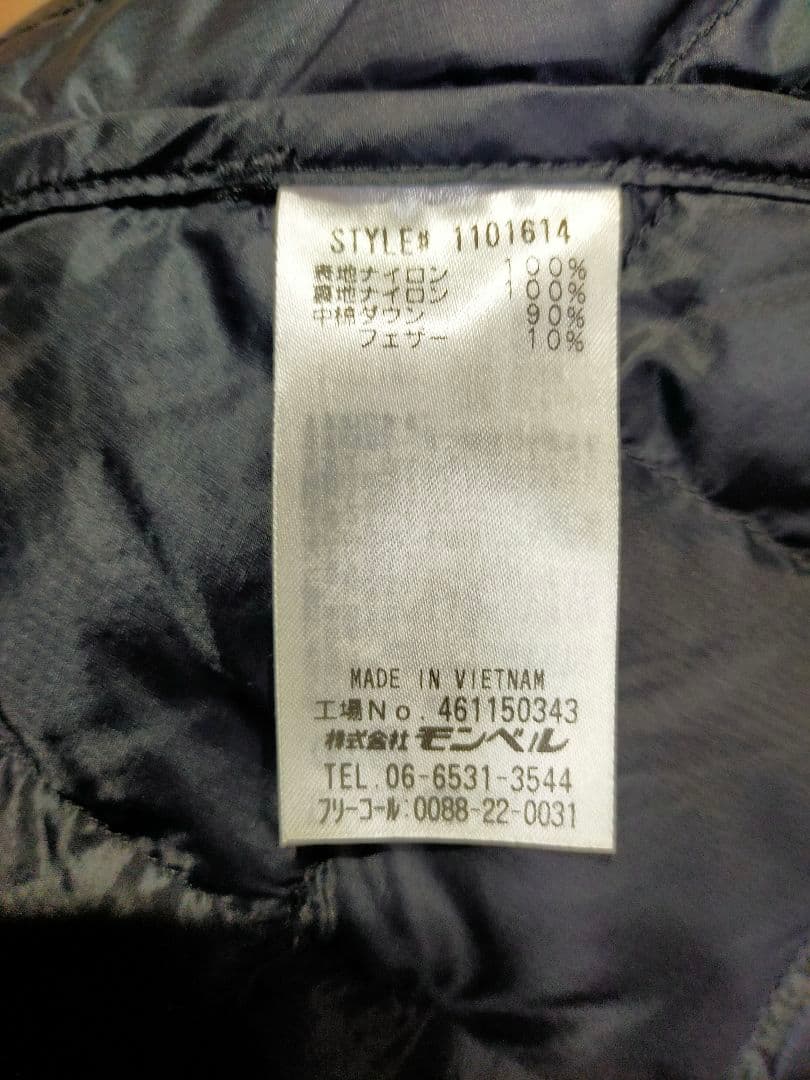 STYLE# 1101614
表地ナイロン 100%
裏地ナイロン 100%
中綿ダウン 90%
フェザー 10%
MADE IN VIETNAM
工場No. 461150343
株式会社モンベル
TEL.06-6531-3544
フリーコール:0088-22-0031